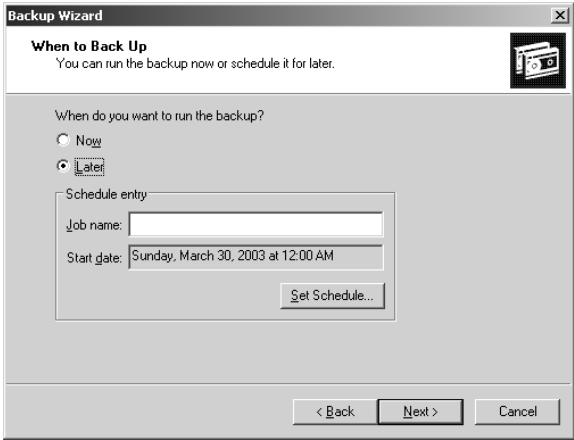 Backup Wizard
When to Back Up
You can run the backup now or schedule it for later.
When do you want to run the backup?
Now
Later
Schedule entry
Job name:
Start date: Sunday, March 30, 2003 at 12:00 AM
Set Schedule...
< Back Next > Cancel